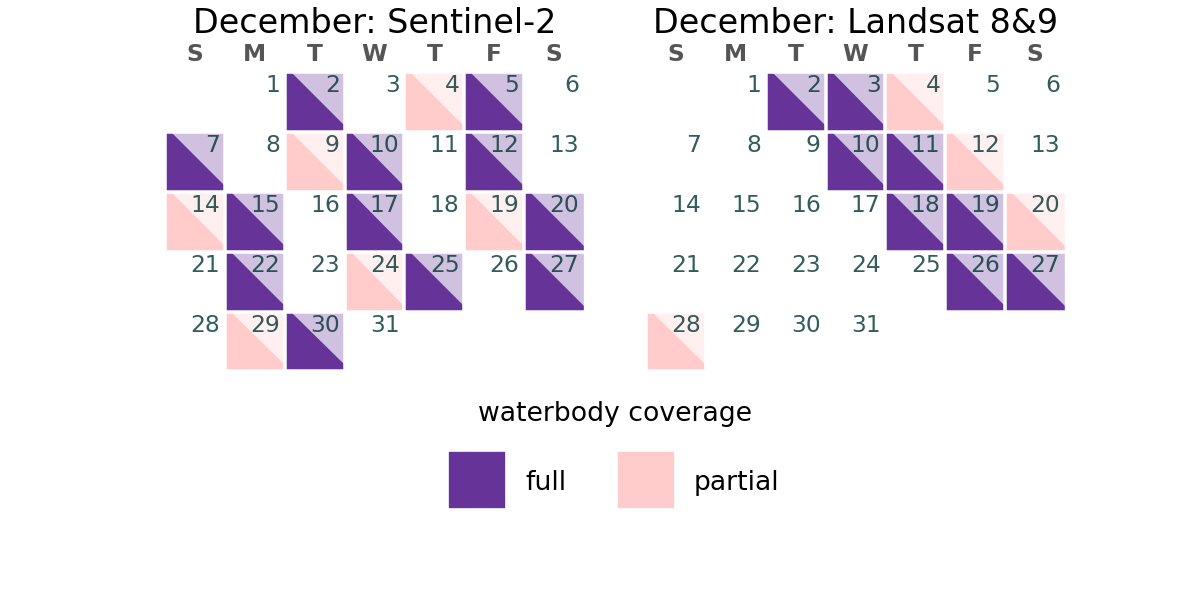 December: Sentinel-2
S M T W T F S
1 2 3 4 5 6
7 8 9 10 11 12 13
14 15 16 17 18 19 20
21 22 23 24 25 26 27
28 29 30 31
December: Landsat 8&9
S M T W T F S
1 2 3 4 5 6
7 8 9 10 11 12 13
14 15 16 17 18 19 20
21 22 23 24 25 26 27
28 29 30 31
waterbody coverage
full partial